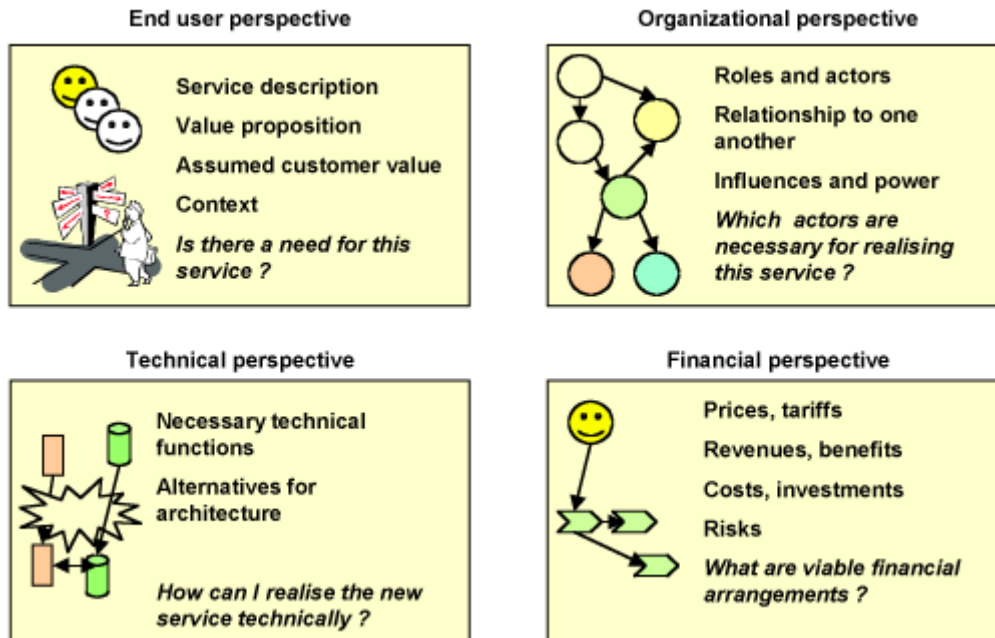 End user perspective
Service description
Value proposition
Assumed customer value
Context
Is there a need for this
service ?
Organizational perspective
Roles and actors
Relationship to one
another
Influences and power
Which actors are
necessary for realising
this service ?
Technical perspective
Necessary technical
functions
Alternatives for
architecture
How can I realise the new
service technically ?
Financial perspective
Prices, tariffs
Revenues, benefits
Costs, investments
Risks
What are viable financial
arrangements ?